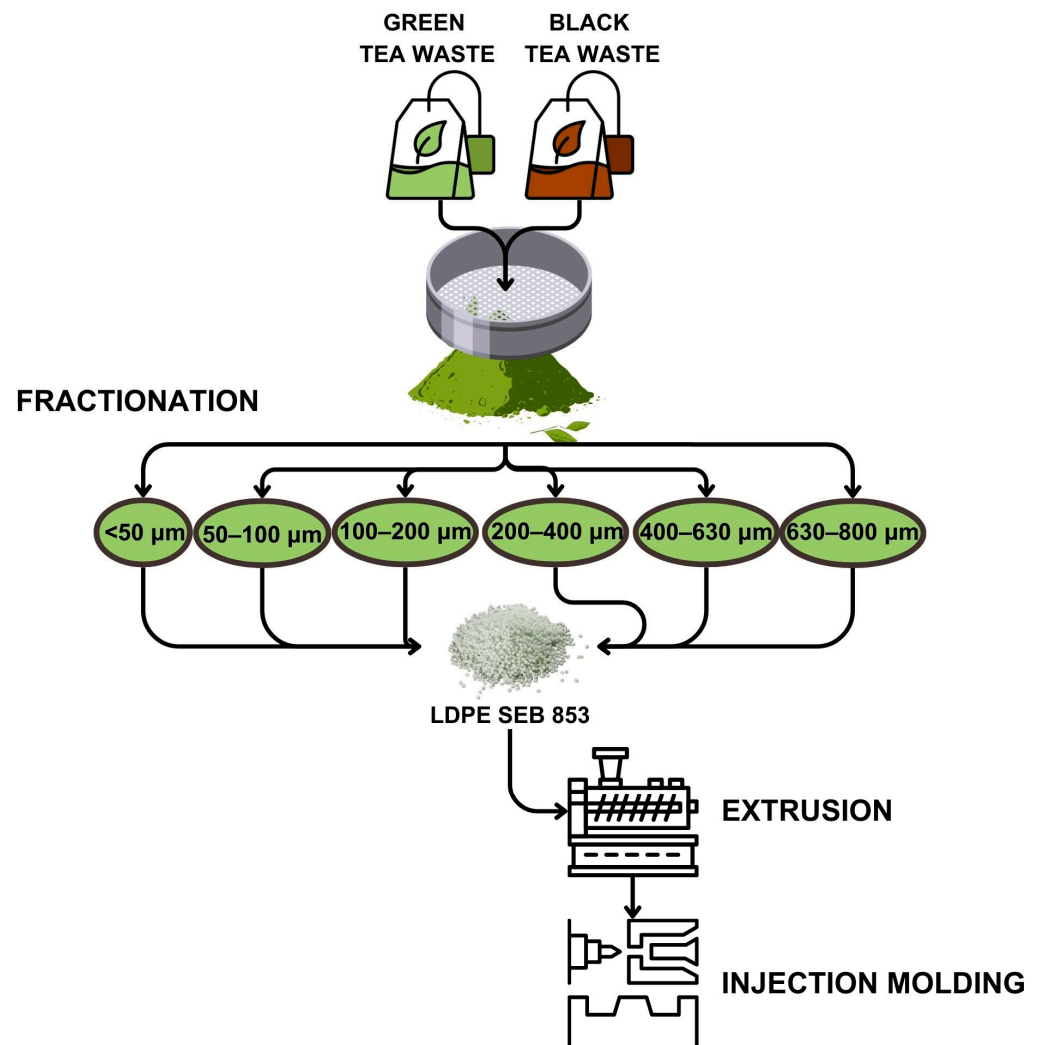 GREEN
TEA WASTE
BLACK
TEA WASTE
FRACTIONATION
<50 µm
50–100 µm
100–200 µm
200–400 µm
400–630 µm
630–800 µm
LDPE SEB 853
EXTRUSION
INJECTION MOLDING